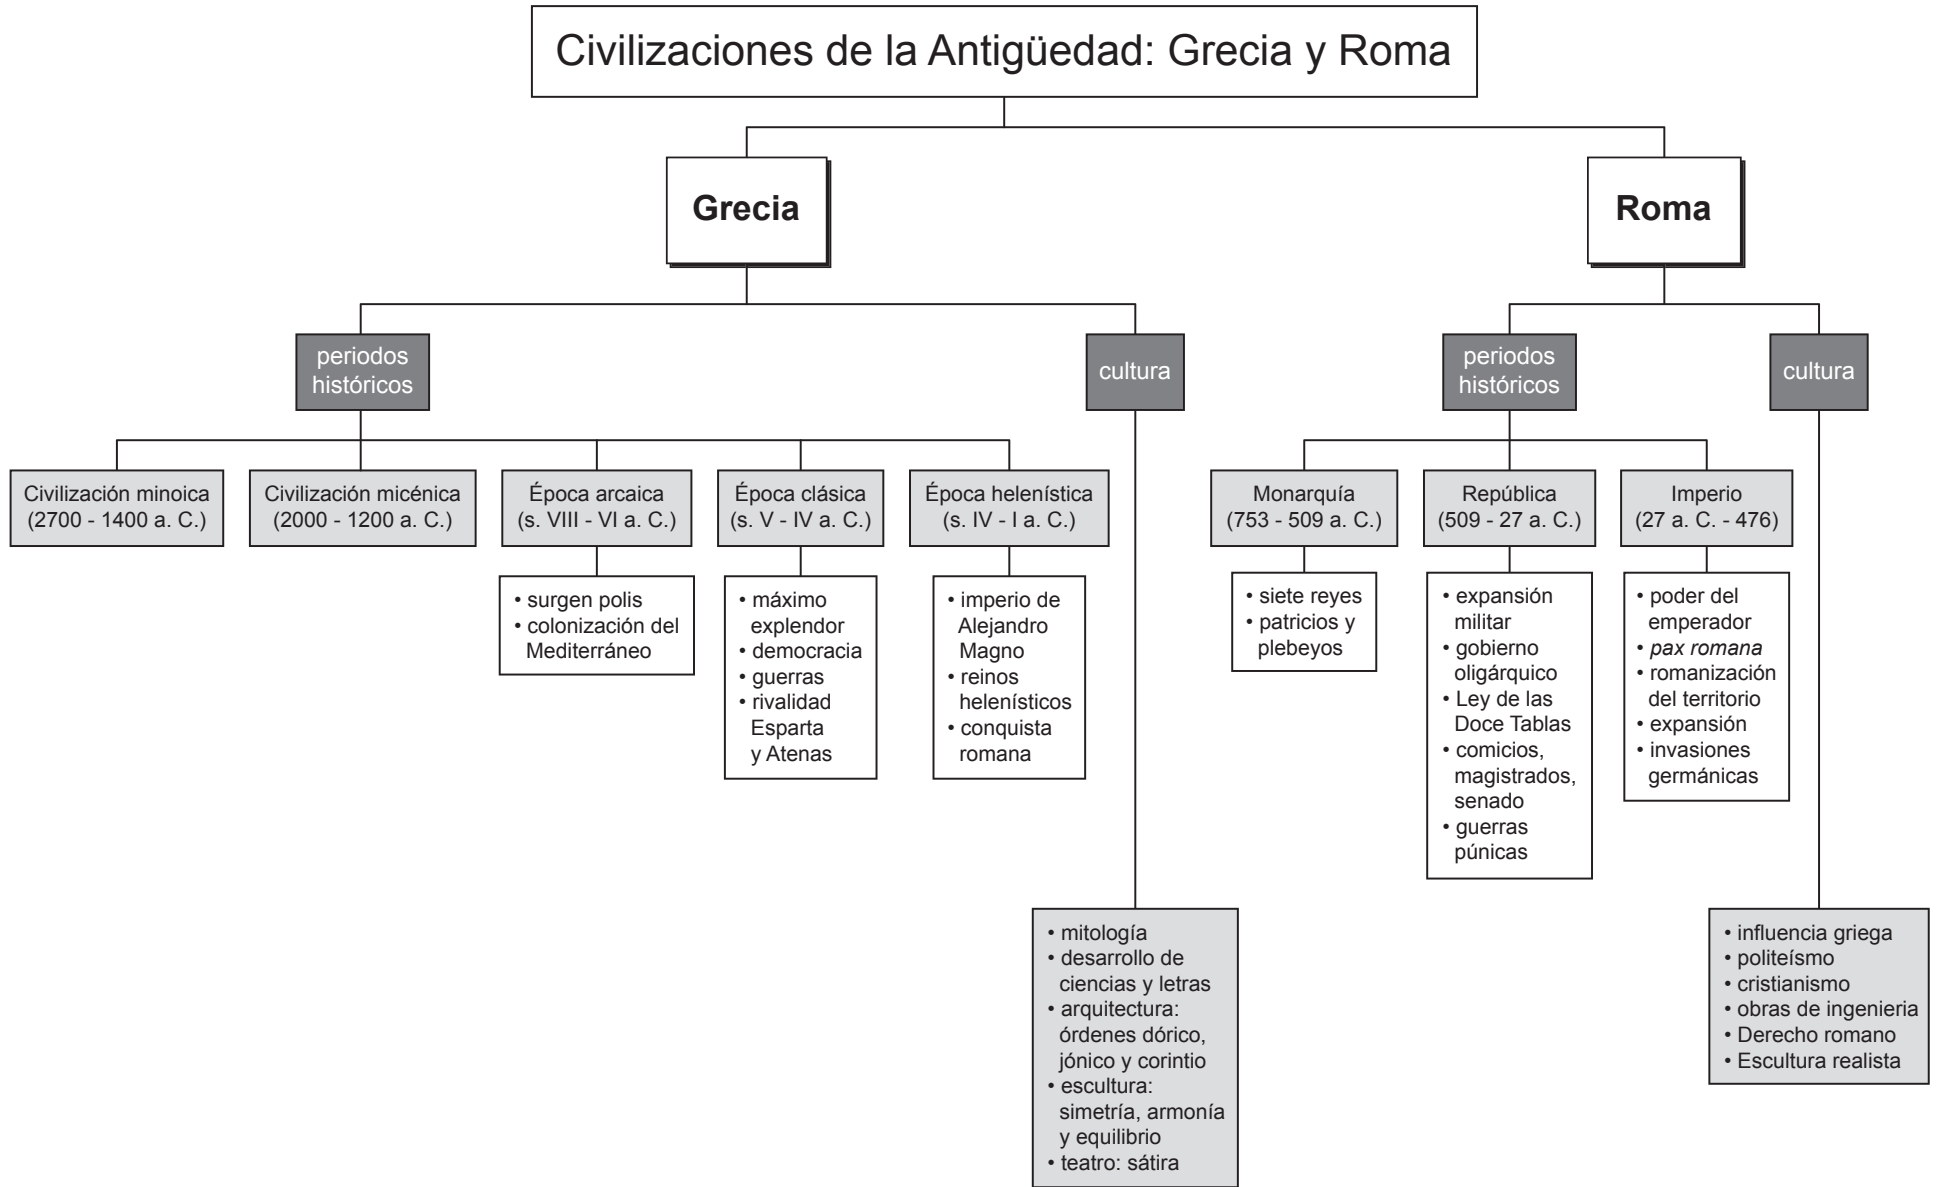 Civilizaciones de la Antigüedad: Grecia y Roma
Grecia
Roma
periodos
históricos
cultura
periodos
históricos
cultura
Civilización minoica
(2700 - 1400 a. C.)
Civilización micénica
(2000 - 1200 a. C.)
Época arcaica
(s. VIII - VI a. C.)
Época clásica
(s. V - IV a. C.)
Época helenística
(s. IV - I a. C.)
Monarquía
(753 - 509 a. C.)
República
(509 - 27 a. C.)
Imperio
(27 a. C. - 476)
• surgen polis
• colonización del
Mediterráneo
• máximo
explendor
• democracia
• guerras
• rivalidad
Esparta
y Atenas
• imperio de
Alejandro
Magno
• reinos
helenísticos
• conquista
romana
• siete reyes
• patricios y
plebeyos
• expansión
militar
• gobierno
oligárquico
• Ley de las
Doce Tablas
• comicios,
magistrados,
senado
• guerras
púnicas
• poder del
emperador
• pax romana
• romanización
del territorio
• expansión
• invasiones
germánicas
• mitología
• desarrollo de
ciencias y letras
• arquitectura:
órdenes dórico,
jónico y corintio
• escultura:
simetría, armonía
y equilibrio
• teatro: sátira
• influencia griega
• politeísmo
• cristianismo
• obras de ingenieria
• Derecho romano
• Escultura realista